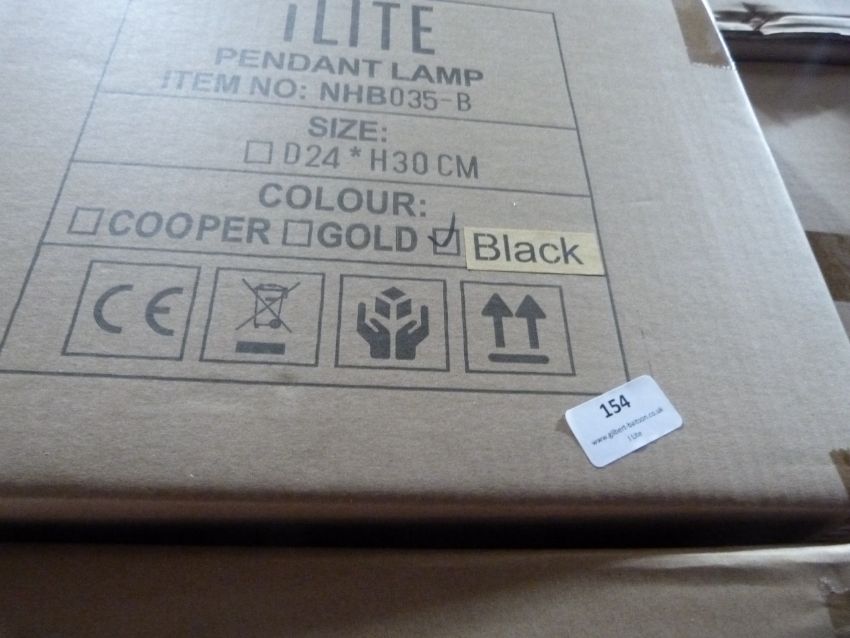 iLITE
PENDANT LAMP
ITEM NO: NHB035-B
SIZE:
D24 * H30 CM
COLOUR:
COOPER GOLD Black
CE
154
www.gilbert-baitson.co.uk
I Lite